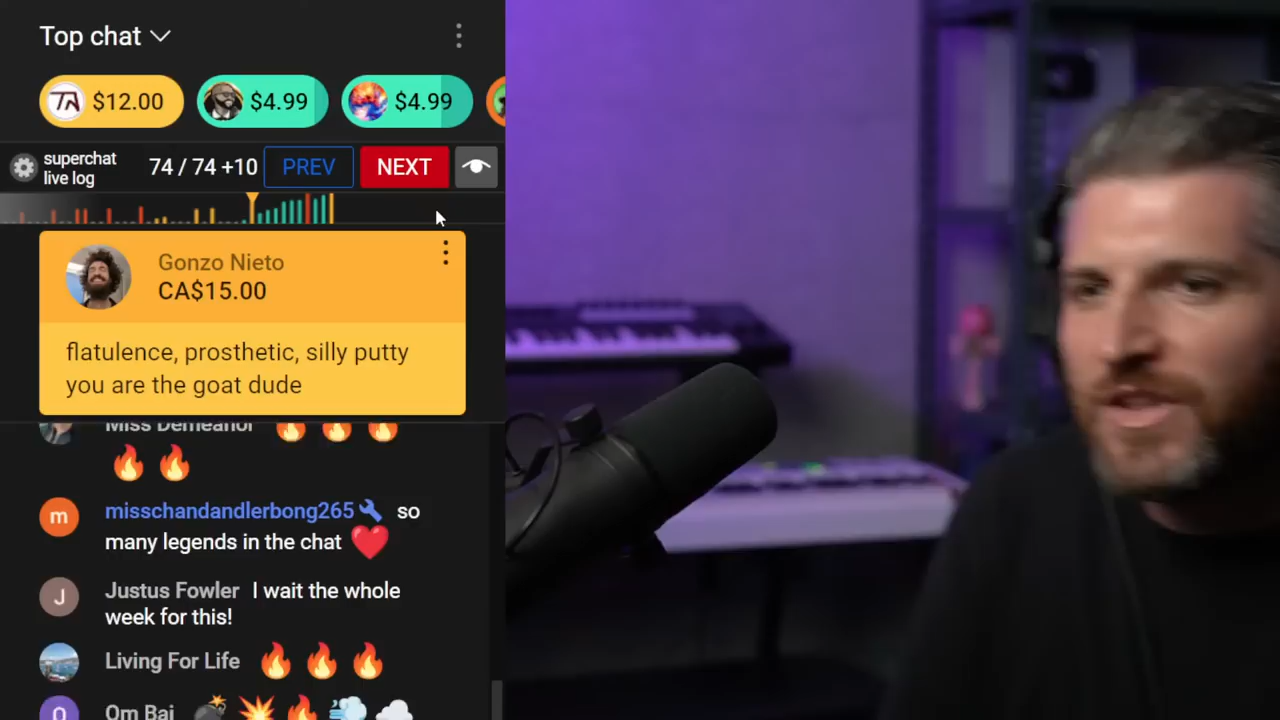 Top chat
$12.00 $4.99 $4.99
superchat
live log
74 / 74 +10 PREV NEXT
Gonzo Nieto
CA$15.00
flatulence, prosthetic, silly putty
you are the goat dude
Miss Demeanor
m
misschandandlerbong265 so
many legends in the chat
J
Justus Fowler I wait the whole
week for this!
Living For Life
Om Bai